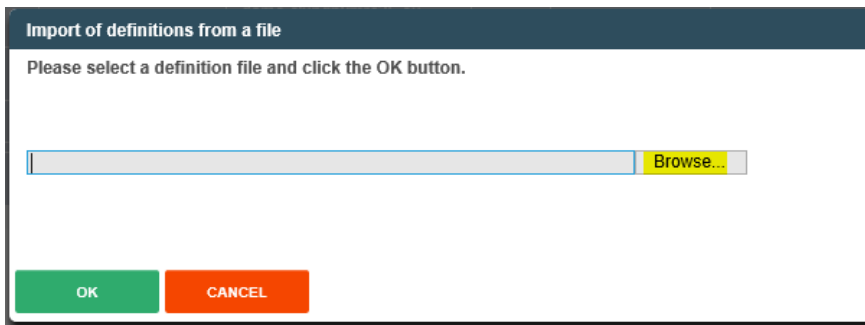 Import of definitions from a file
Please select a definition file and click the OK button.
Browse...
OK CANCEL